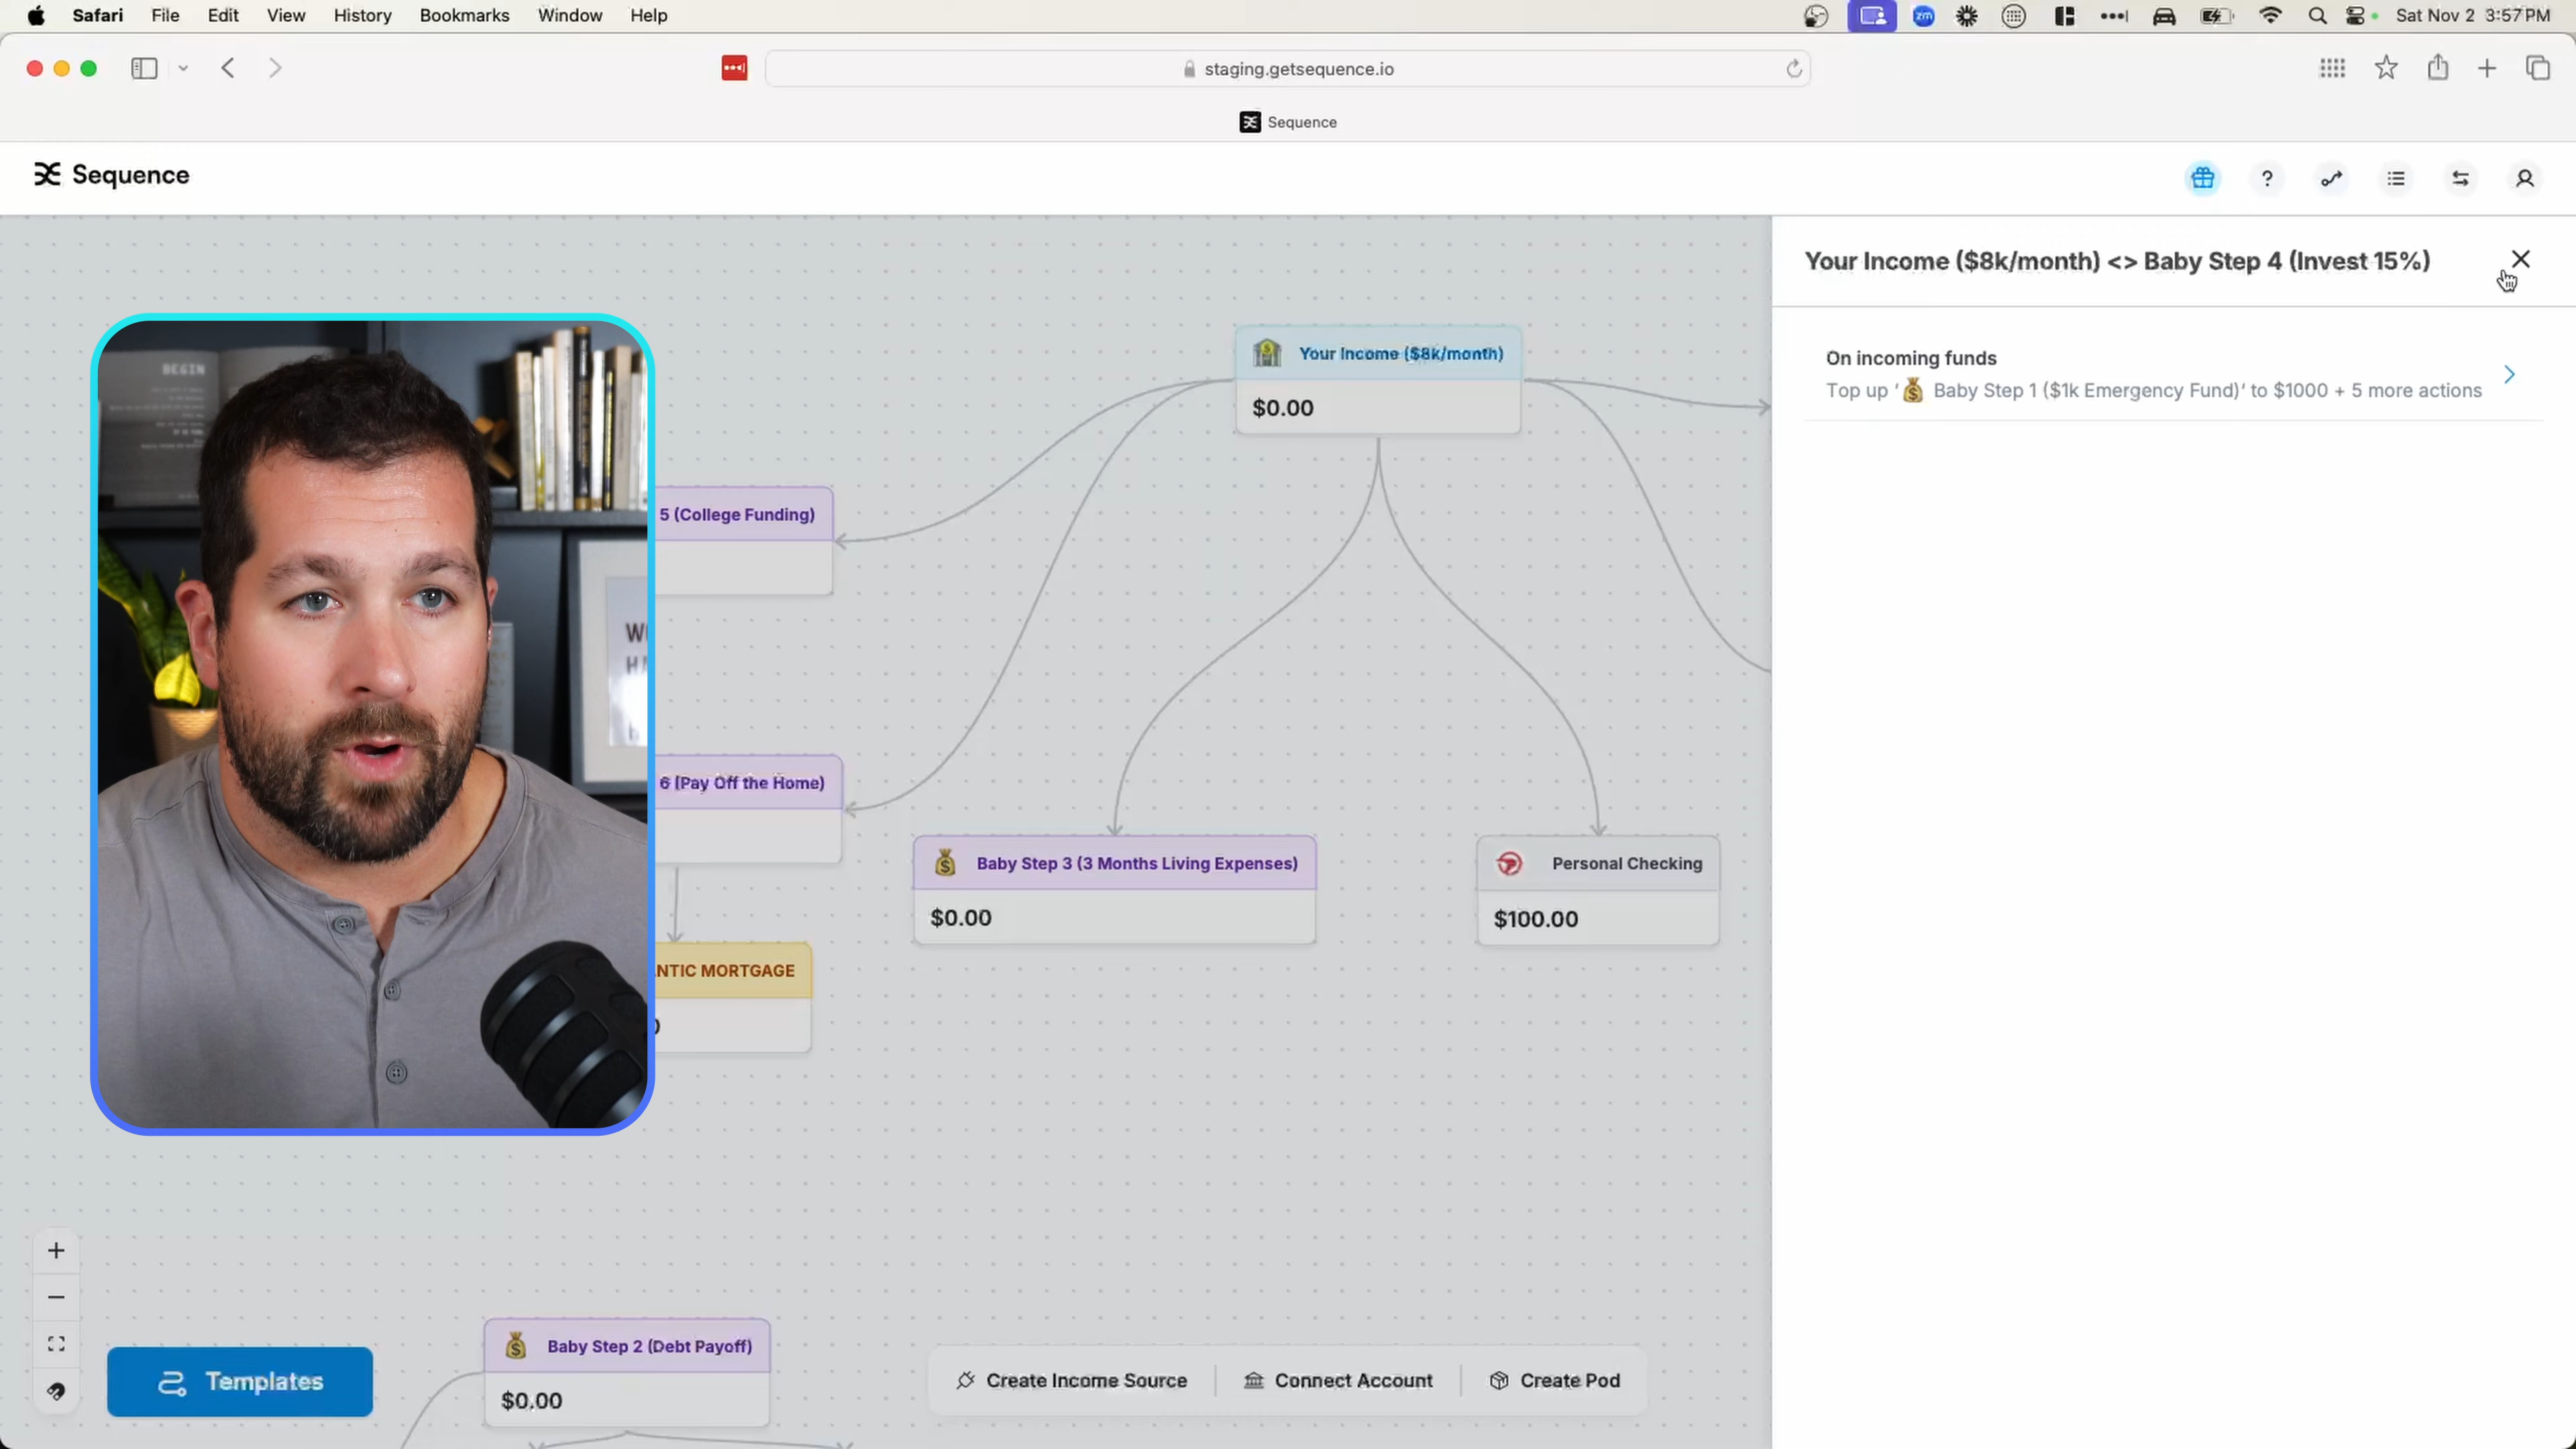 Safari File Edit View History Bookmarks Window Help
zm
Sat Nov 2 3:57 PM
staging.getsequence.io
Sequence
Sequence
?
Your Income ($8k/month) <> Baby Step 4 (Invest 15%)
On incoming funds
Top up ‘💰 Baby Step 1 ($1k Emergency Fund)‘ to $1000 + 5 more actions
Your Income ($8k/month)
$0.00
BEGIN
5 (College Funding)
6 (Pay Off the Home)
Baby Step 3 (3 Months Living Expenses)
$0.00
Personal Checking
$100.00
NTIC MORTGAGE
Baby Step 2 (Debt Payoff)
$0.00
Templates
Create Income Source
Connect Account
Create Pod